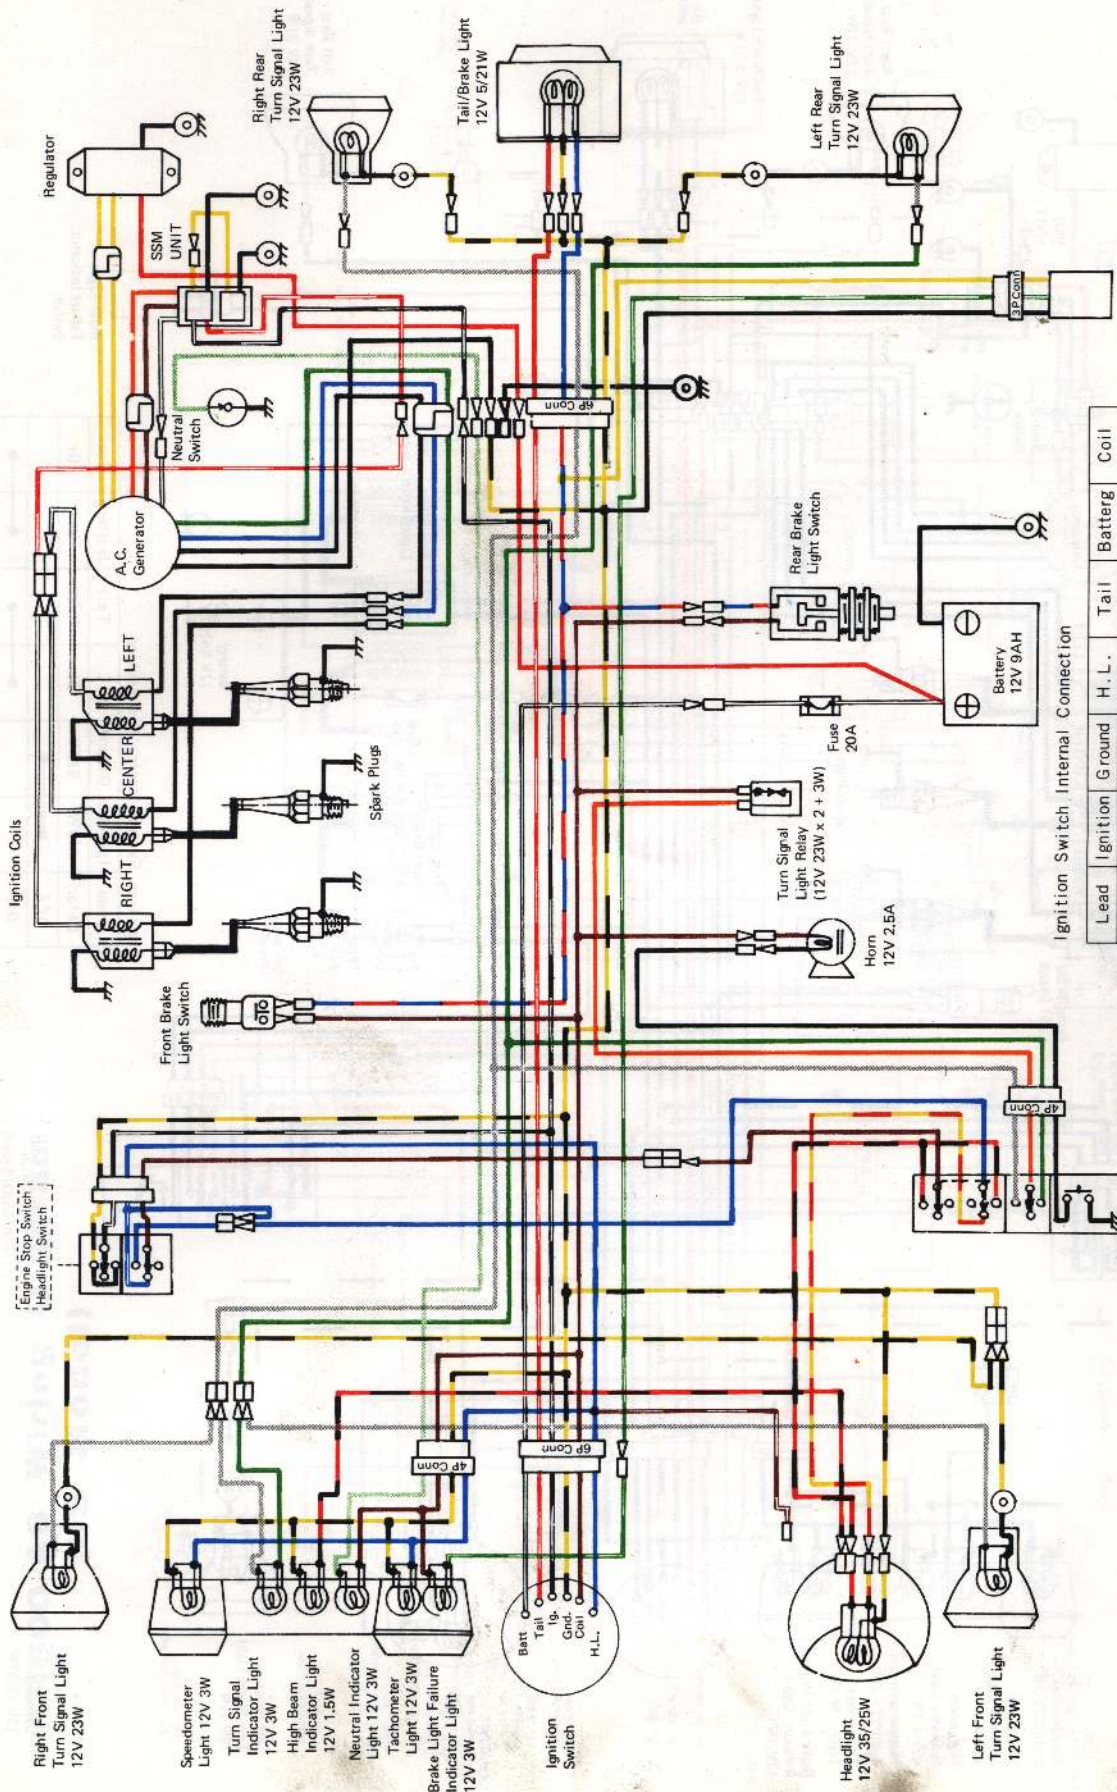 Regulator
SSM
UNIT
Right Rear
Turn Signal Light
12V 23W
Tail/Brake Light
12V 5/21W
Left Rear
Turn Signal Light
12V 23W
3P Conn
Neutral
Switch
A.C.
Generator
6P Conn
Ignition Coils
LEFT
CENTER
RIGHT
Spark Plugs
Rear Brake
Light Switch
Battery
12V 9AH
Fuse
20A
Turn Signal
Light Relay
(12V 23W x 2 + 3W)
Horn
12V 2.5A
Front Brake
Light Switch
4P Conn
Engine Stop Switch
Headlight Switch
4P Conn
6P Conn
Right Front
Turn Signal Light
12V 23W
Speedometer
Light 12V 3W
Turn Signal
Indicator Light
12V 3W
High Beam
Indicator Light
12V 1.5W
Neutral Indicator
Light 12V 3W
Tachometer
Light 12V 3W
Brake Light Failure
Indicator Light
12V 3W
Batt
Tail
Ig.
Gnd.
Coil
H.L.
Ignition
Switch
Headlight
12V 35/25W
Left Front
Turn Signal Light
12V 23W
Ignition Switch Internal Connection
Lead Ignition Ground H.L. Tail Batterg Coil